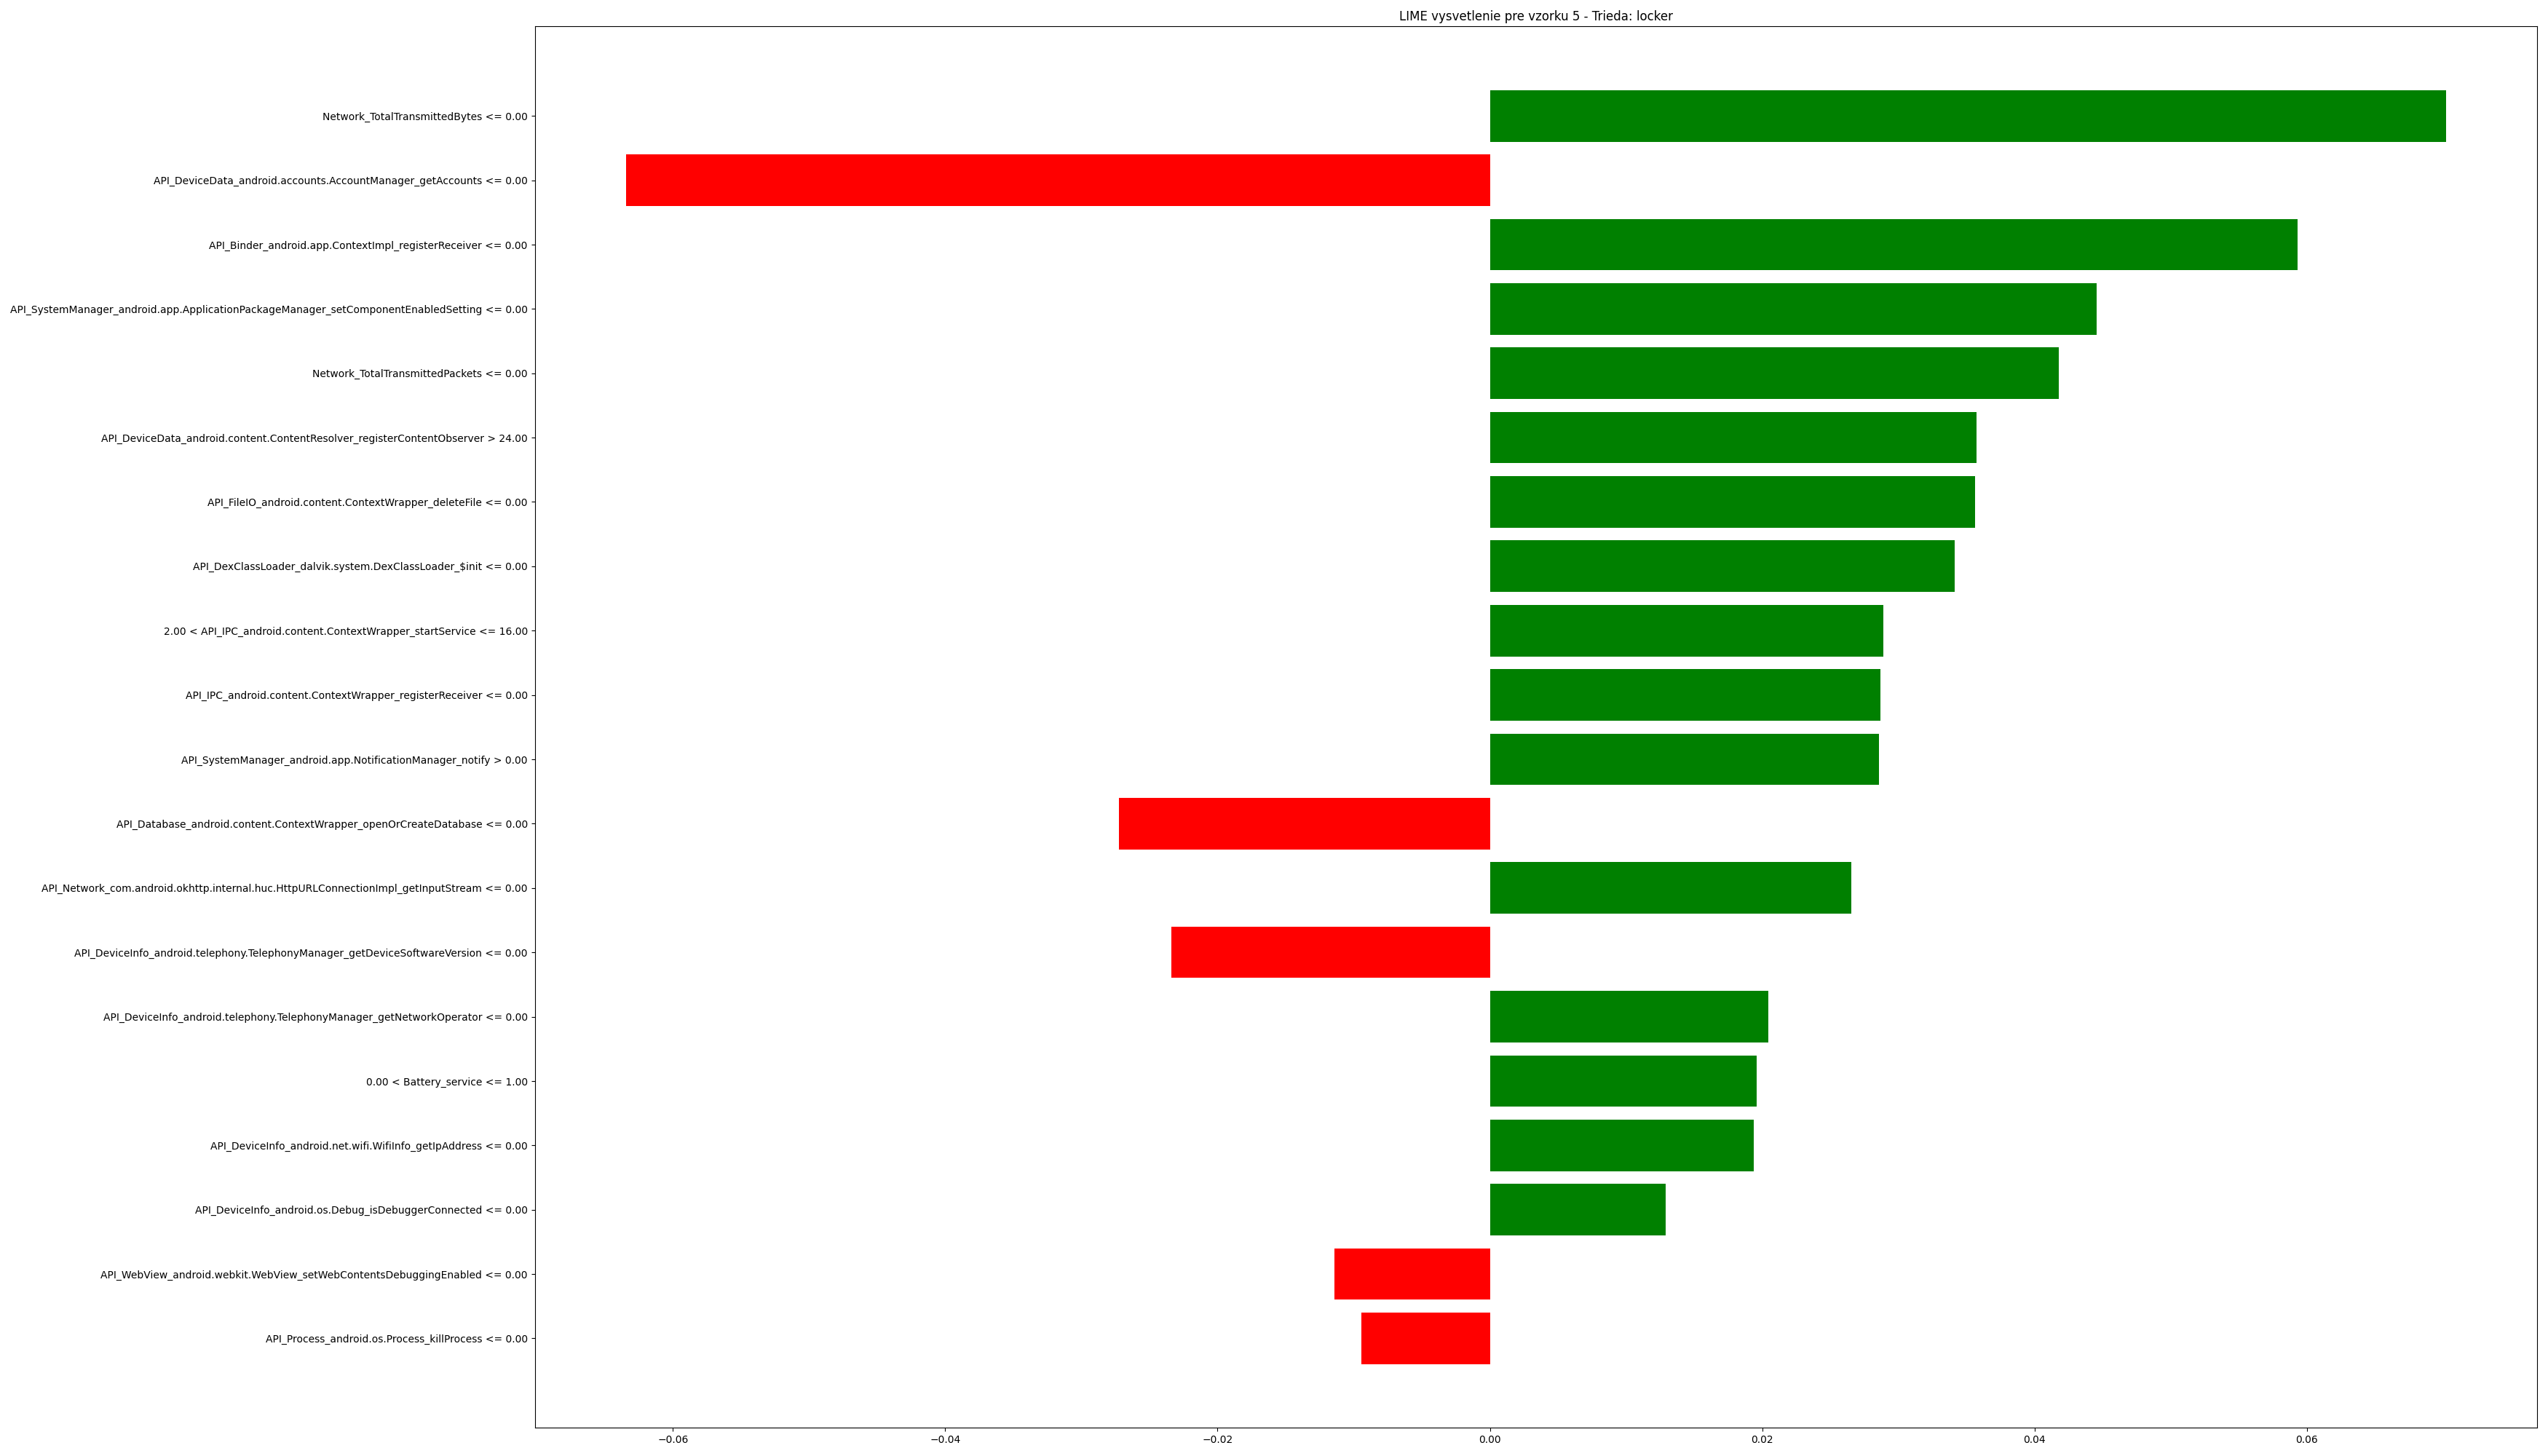 LIME vysvetlenie pre vzorku 5 - Trieda: locker
Network_TotalTransmittedBytes <= 0.00
API_DeviceData_android.accounts.AccountManager_getAccounts <= 0.00
API_Binder_android.app.ContextImpl_registerReceiver <= 0.00
API_SystemManager_android.app.ApplicationPackageManager_setComponentEnabledSetting <= 0.00
Network_TotalTransmittedPackets <= 0.00
API_DeviceData_android.content.ContentResolver_registerContentObserver > 24.00
API_FileIO_android.content.ContextWrapper_deleteFile <= 0.00
API_DexClassLoader_dalvik.system.DexClassLoader_$init <= 0.00
2.00 < API_IPC_android.content.ContextWrapper_startService <= 16.00
API_IPC_android.content.ContextWrapper_registerReceiver <= 0.00
API_SystemManager_android.app.NotificationManager_notify > 0.00
API_Database_android.content.ContextWrapper_openOrCreateDatabase <= 0.00
API_Network_com.android.okhttp.internal.huc.HttpURLConnectionImpl_getInputStream <= 0.00
API_DeviceInfo_android.telephony.TelephonyManager_getDeviceSoftwareVersion <= 0.00
API_DeviceInfo_android.telephony.TelephonyManager_getNetworkOperator <= 0.00
0.00 < Battery_service <= 1.00
API_DeviceInfo_android.net.wifi.WifiInfo_getIpAddress <= 0.00
API_DeviceInfo_android.os.Debug_isDebuggerConnected <= 0.00
API_WebView_android.webkit.WebView_setWebContentsDebuggingEnabled <= 0.00
API_Process_android.os.Process_killProcess <= 0.00
−0.06 −0.04 −0.02 0.00 0.02 0.04 0.06